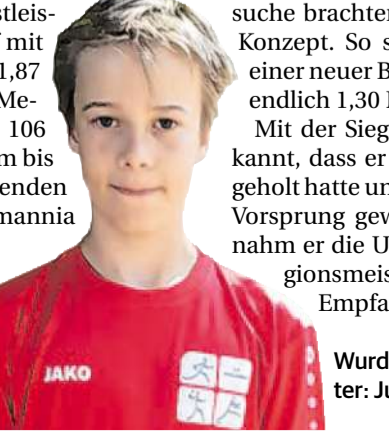 stleis-
mit
1,87
Me-
106
m bis
enden
mannia
suche brachten
Konzept. So s
einer neuer B
endlich 1,30
Mit der Sieg
kannt, dass er
geholt hatte un
Vorsprung gew
nahm er die U
gionsmeis
Empfa
Wurd
ter: Ju
JAKO